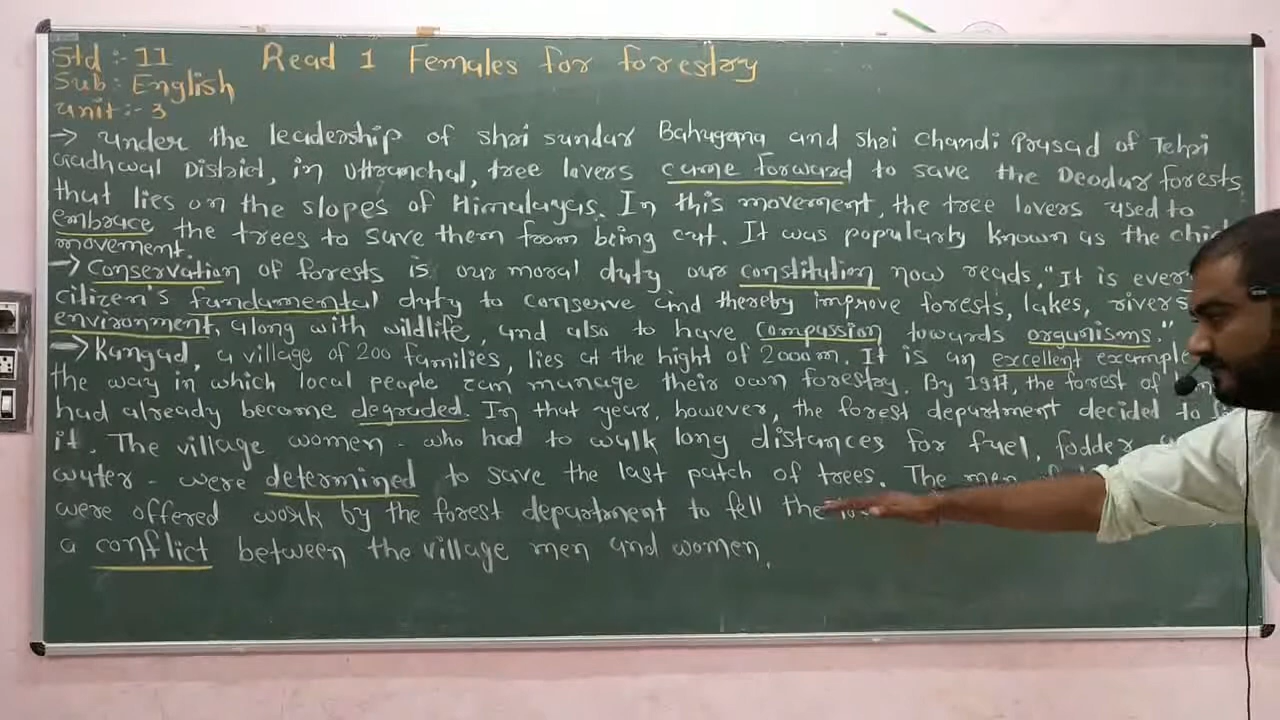 Std :- 11
Read 1 Females for forestry
Sub : English
Unit :- 3
→ Under the leadership of Shri Sundar Bahuguna and Shri Chandi Prasad of Tehri
Gadhwal District, in Uttranchal, tree lovers came forward to save the Deodar forests
that lies on the slopes of Himalayas. In this movement, the tree lovers used to
embrace the trees to save them from being cut. It was popularly known as the
movement.
→ Conservation of forests is our moral duty our constitution now reads, "It is
citizen's fundamental duty to conserve and thereby improve forests, lakes, rivers
environment, along with wildlife, and also to have compassion towards organisms."
→ Kangad, a village of 200 families, lies at the hight of 2000m. It is an excellent example
the way in which local people can manage their own forestry. By the forest of
had already become degraded. In that year, however, the forest department decided to
it. The village women - who had to walk long distances for fuel, fodder
water - were determined to save the last patch of trees. The men
were offered work by the forest department to fell the
a conflict between the village men and women.